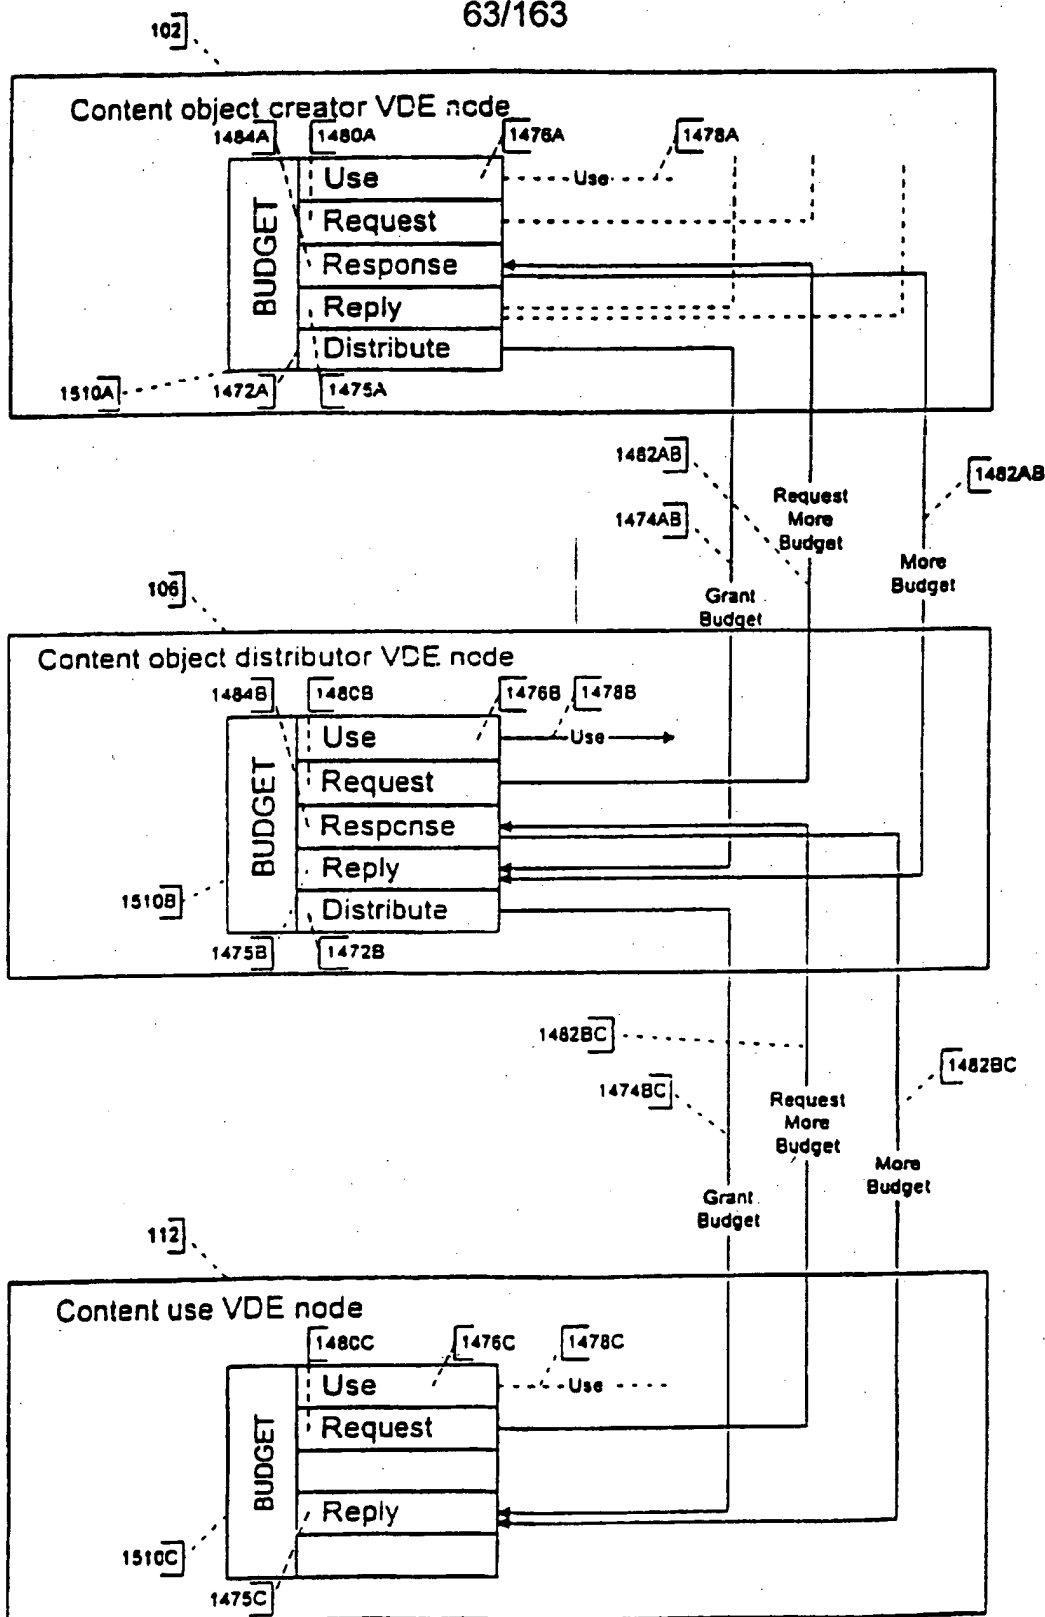 63/163
102
Content object creator VDE node
1484A
1480A
1476A
1478A
BUDGET
Use
Use
Request
Response
Reply
Distribute
1510A
1472A
1475A
1482AB
1482AB
1474AB
Request
More
Budget
More
Budget
Grant
Budget
106
Content object distributor VDE node
1484B
1480B
1476B
1478B
BUDGET
Use
Use
Request
Response
Reply
Distribute
1510B
1475B
1472B
1482BC
1482BC
1474BC
Request
More
Budget
More
Budget
Grant
Budget
112
Content use VDE node
1480C
1476C
1478C
BUDGET
Use
Use
Request
Reply
1510C
1475C